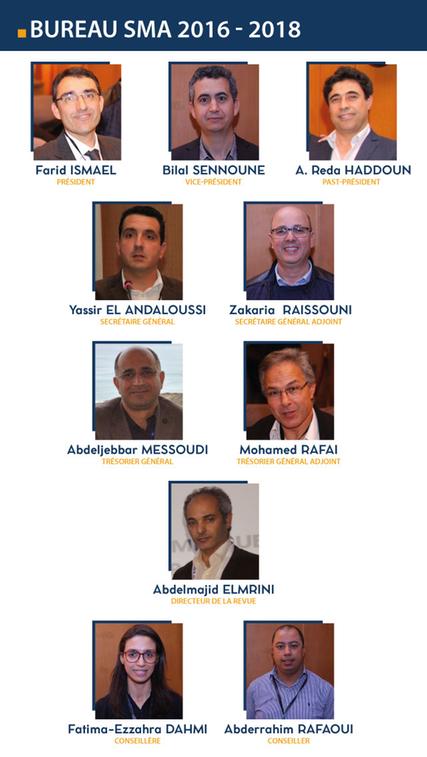 BUREAU SMA 2016 - 2018
Farid ISMAEL
PRÉSIDENT
Bilal SENNOUNE
VICE-PRÉSIDENT
A. Reda HADDOUN
PAST-PRÉSIDENT
Yassir EL ANDALOUSSI
SECRÉTAIRE GÉNÉRAL
Zakaria RAISSOUNI
SECRÉTAIRE GÉNÉRAL ADJOINT
Abdeljebbar MESSOUDI
TRÉSORIER GÉNÉRAL
Mohamed RAFAI
TRÉSORIER GÉNÉRAL ADJOINT
Abdelmajid ELMRINI
DIRECTEUR DE LA REVUE
Fatima-Ezzahra DAHMI
CONSEILLÈRE
Abderrahim RAFAOUI
CONSEILLER